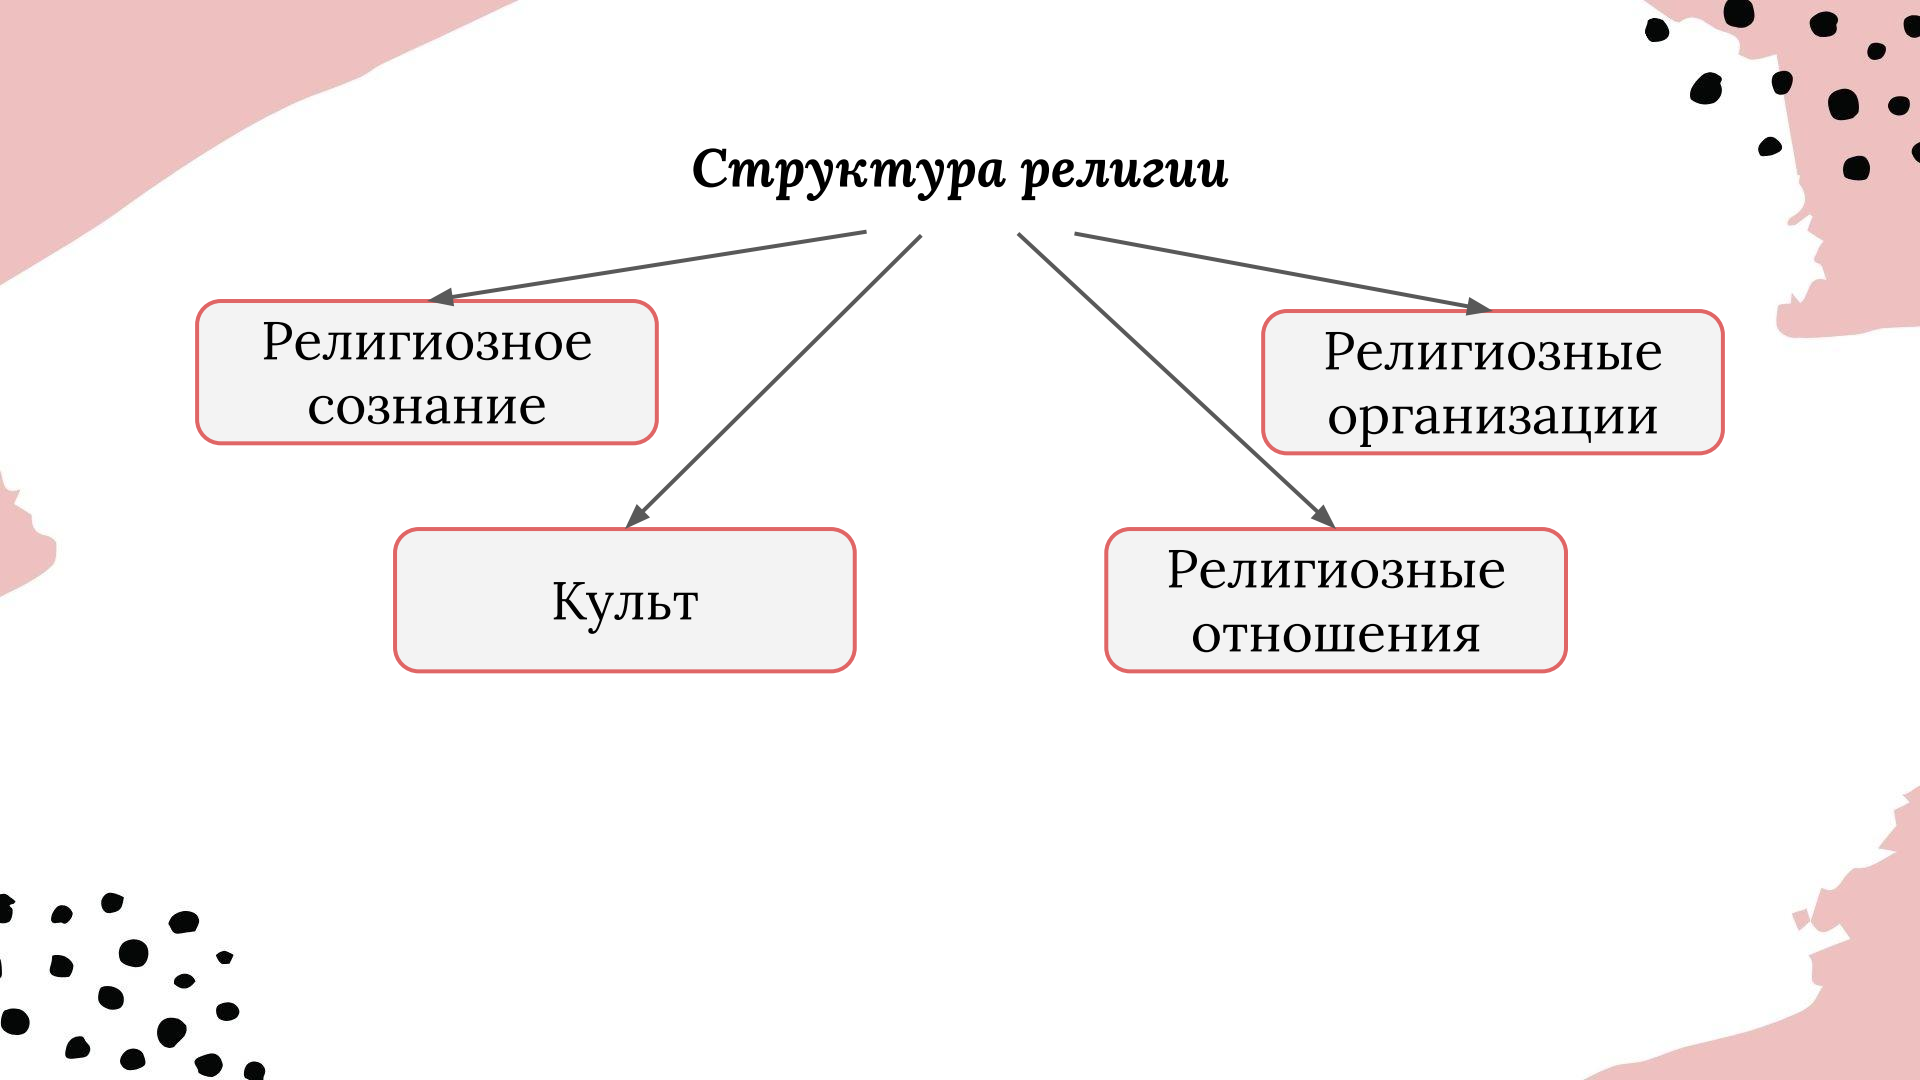 Структура религии
Религиозное
сознание
Религиозные
организации
Культ
Религиозные
отношения